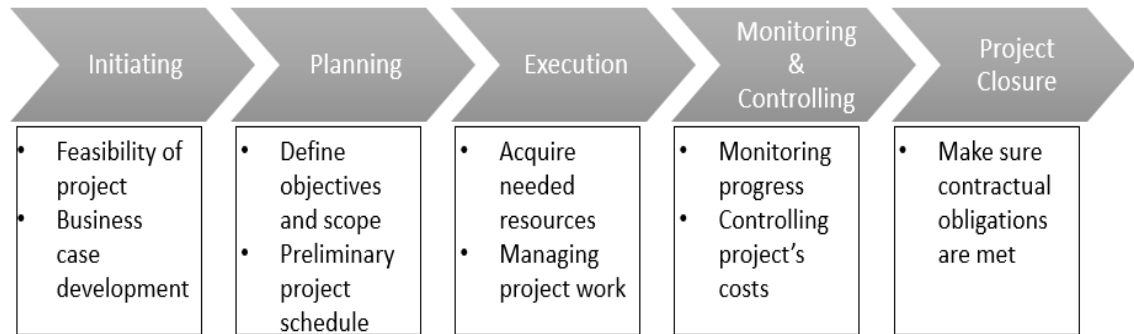 Initiating
Planning
Execution
Monitoring
&
Controlling
Project
Closure
• Feasibility of
project
• Business
case
development
• Define
objectives
and scope
• Preliminary
project
schedule
• Acquire
needed
resources
• Managing
project work
• Monitoring
progress
• Controlling
project's
costs
• Make sure
contractual
obligations
are met